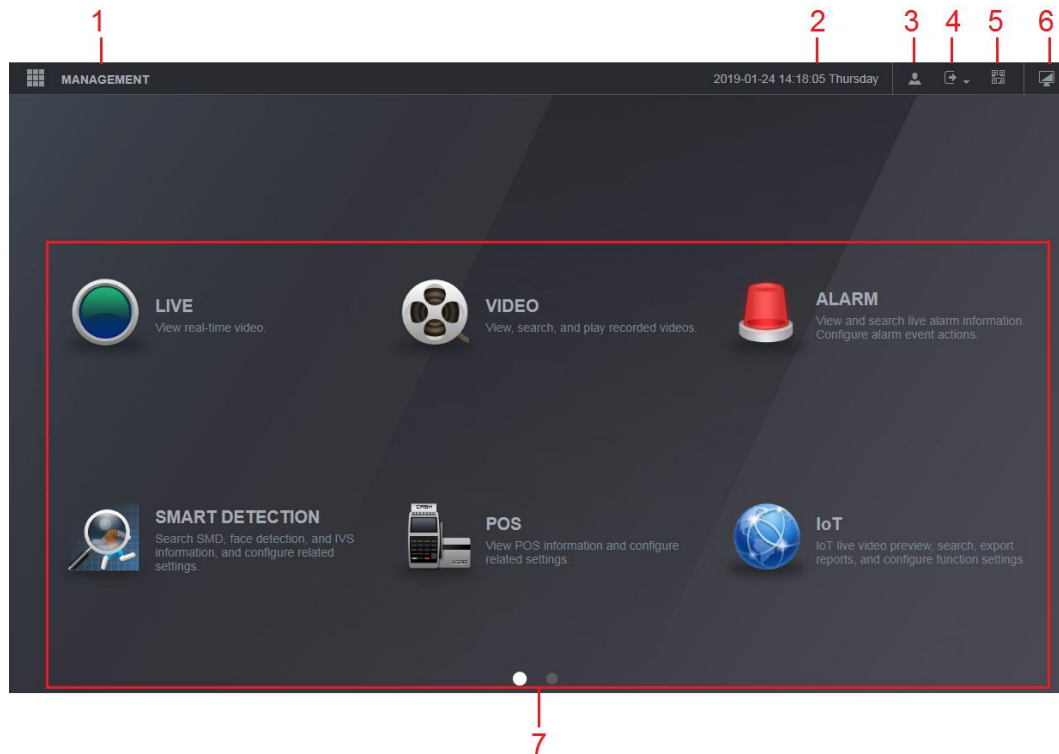 1 2 3 4 5 6
MANAGEMENT 2019-01-24 14:18:05 Thursday
LIVE
View real-time video.
VIDEO
View, search, and play recorded videos.
ALARM
View and search live alarm information.
Configure alarm event actions.
SMART DETECTION
Search SMD, face detection, and IVS
information, and configure related
settings.
CASH
POS
View POS information and configure
related settings.
IoT
IoT live video preview, search, export
reports, and configure function settings.
7